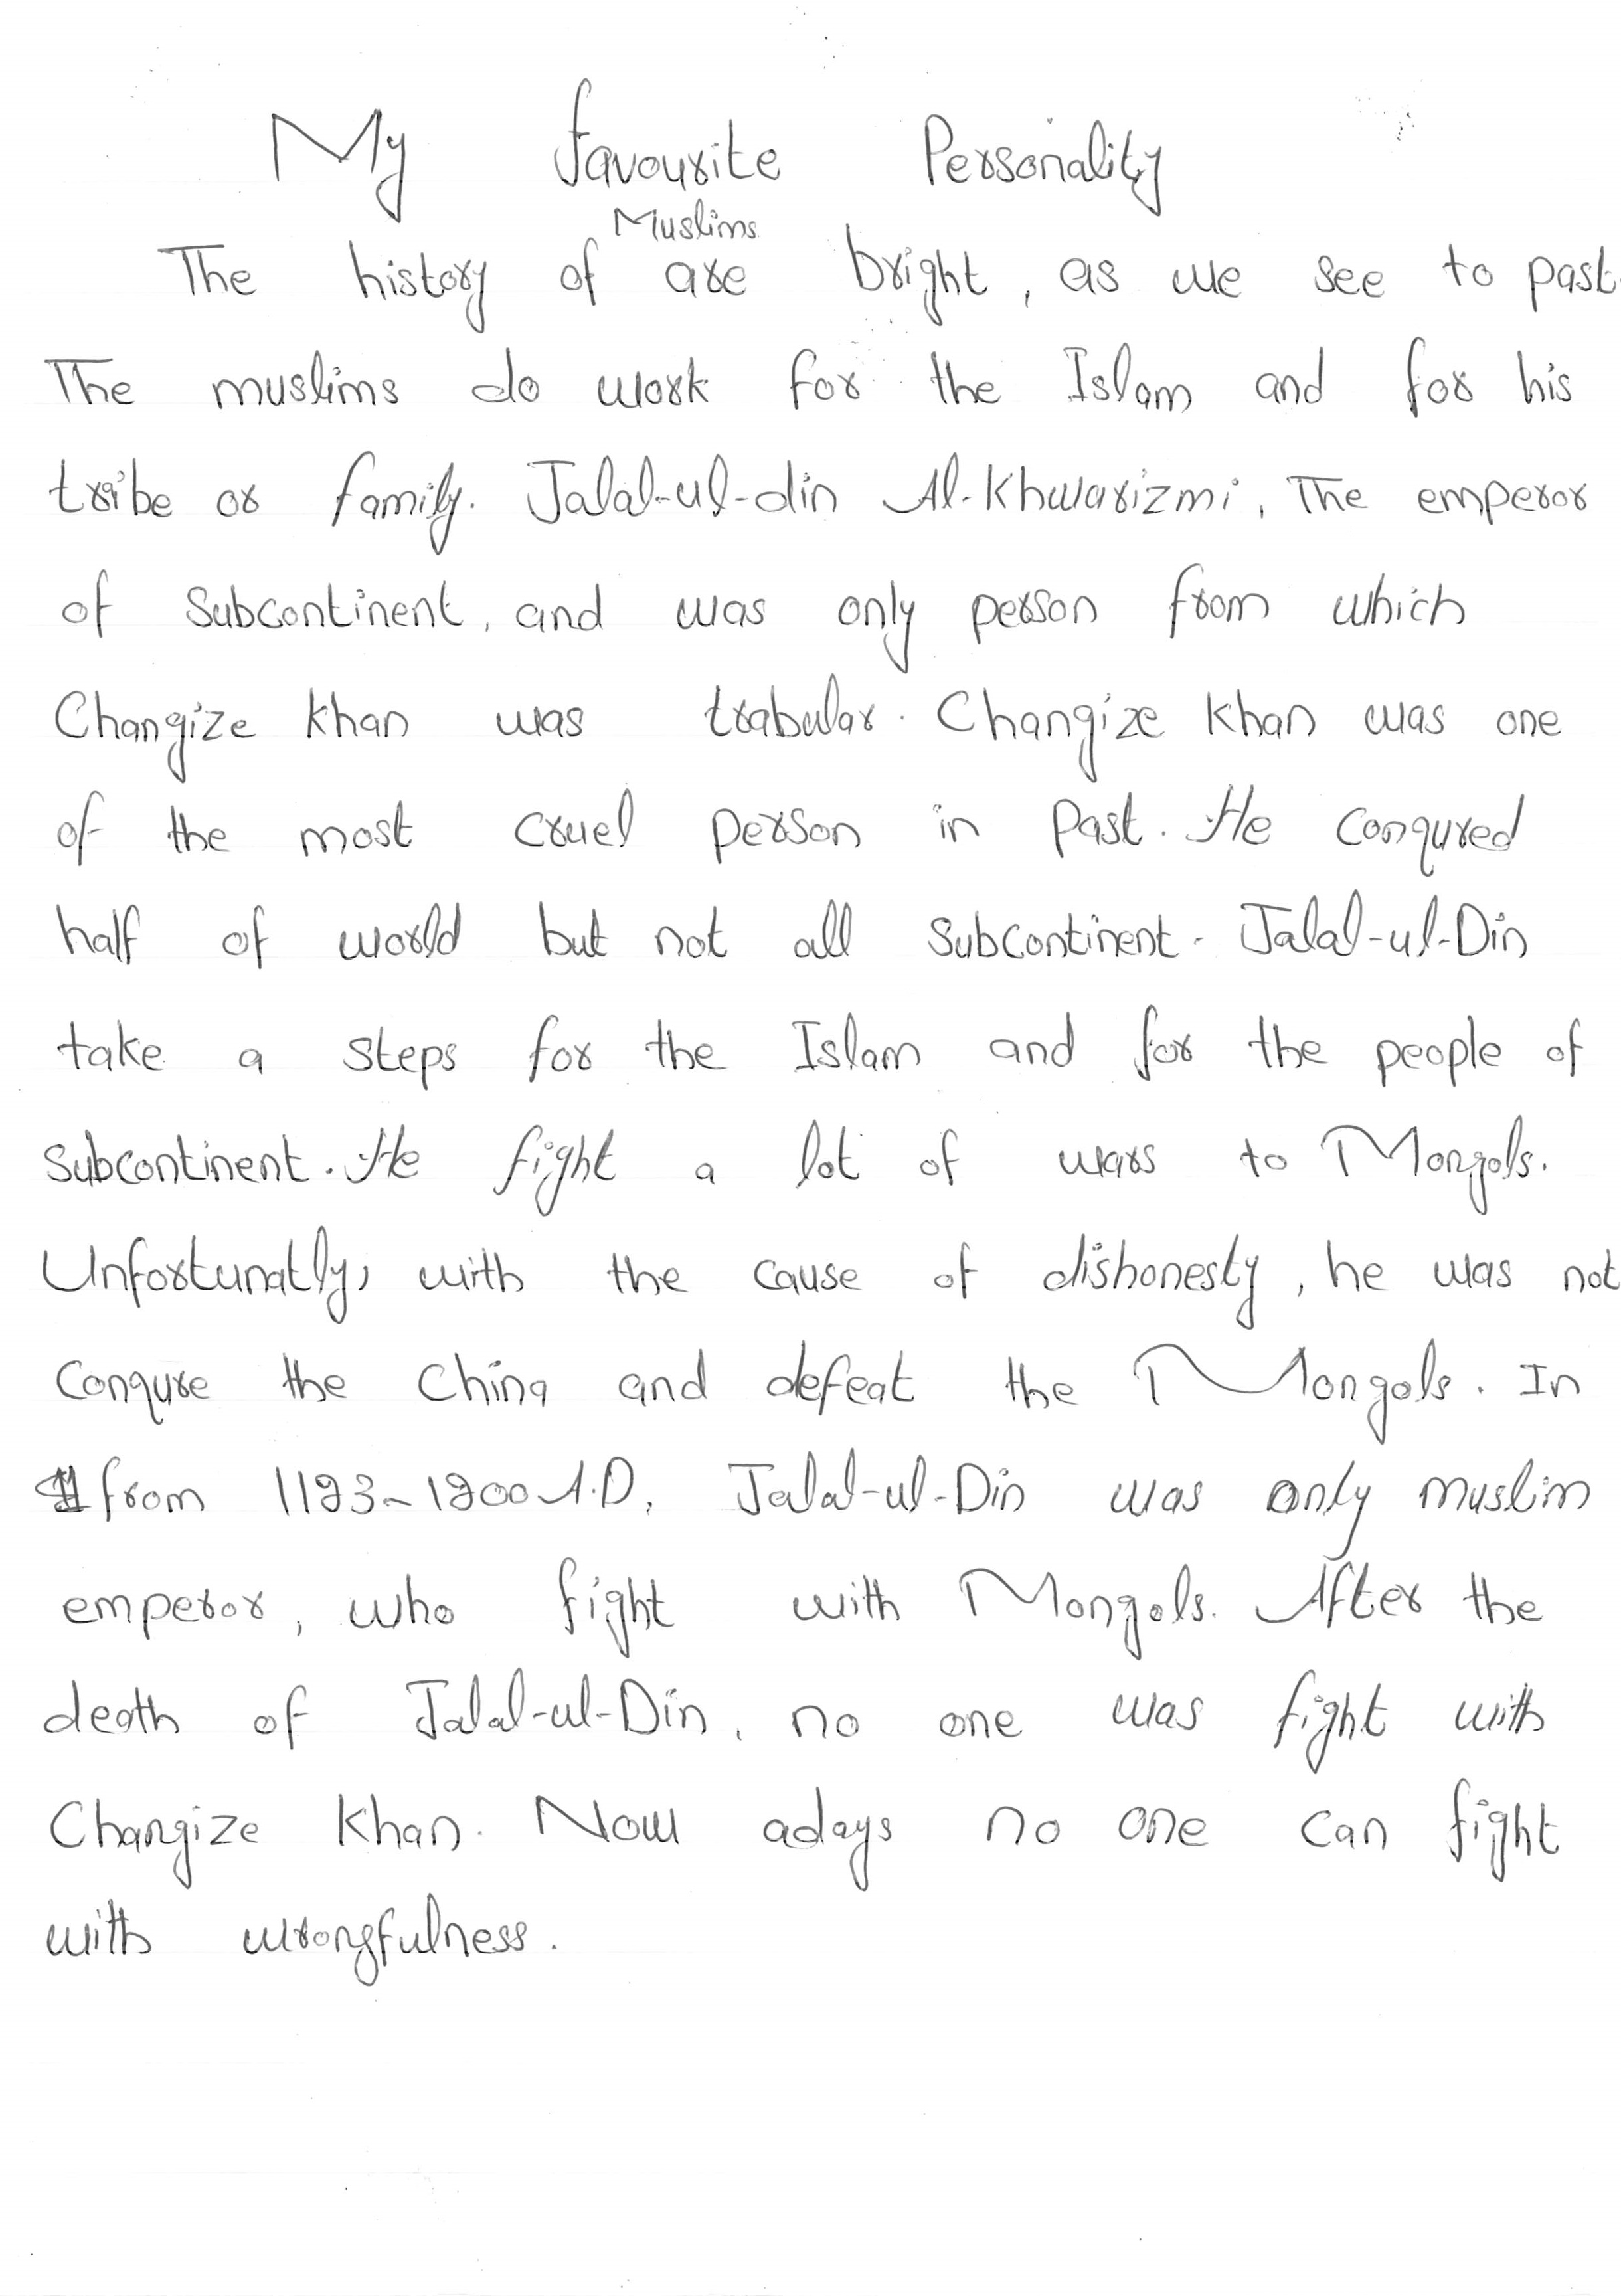 My favourite Personality
Muslims
The history of are bright, as we see to past.
The muslims do work for the Islam and for his
tribe or family. Jalal-ul-din Al-Khwarizmi, The emperor
of Subcontinent, and was only person from which
Changize khan was trabular. Changize Khan was one
of the most cruel person in past. He conqured
half of world but not all subcontinent. Jalal-ul-Din
take a steps for the Islam and for the people of
subcontinent. He fight a lot of wars to Mongols.
Unfortunatly, with the cause of dishonesty, he was not
conqure the China and defeat the Mongols. In
from 1193-1200 A.D, Jalal-ul-Din was only muslim
emperor, who fight with Mongols. After the
death of Jalal-ul-Din, no one was fight with
Changize Khan. Now adays no one can fight
with wrongfulness.